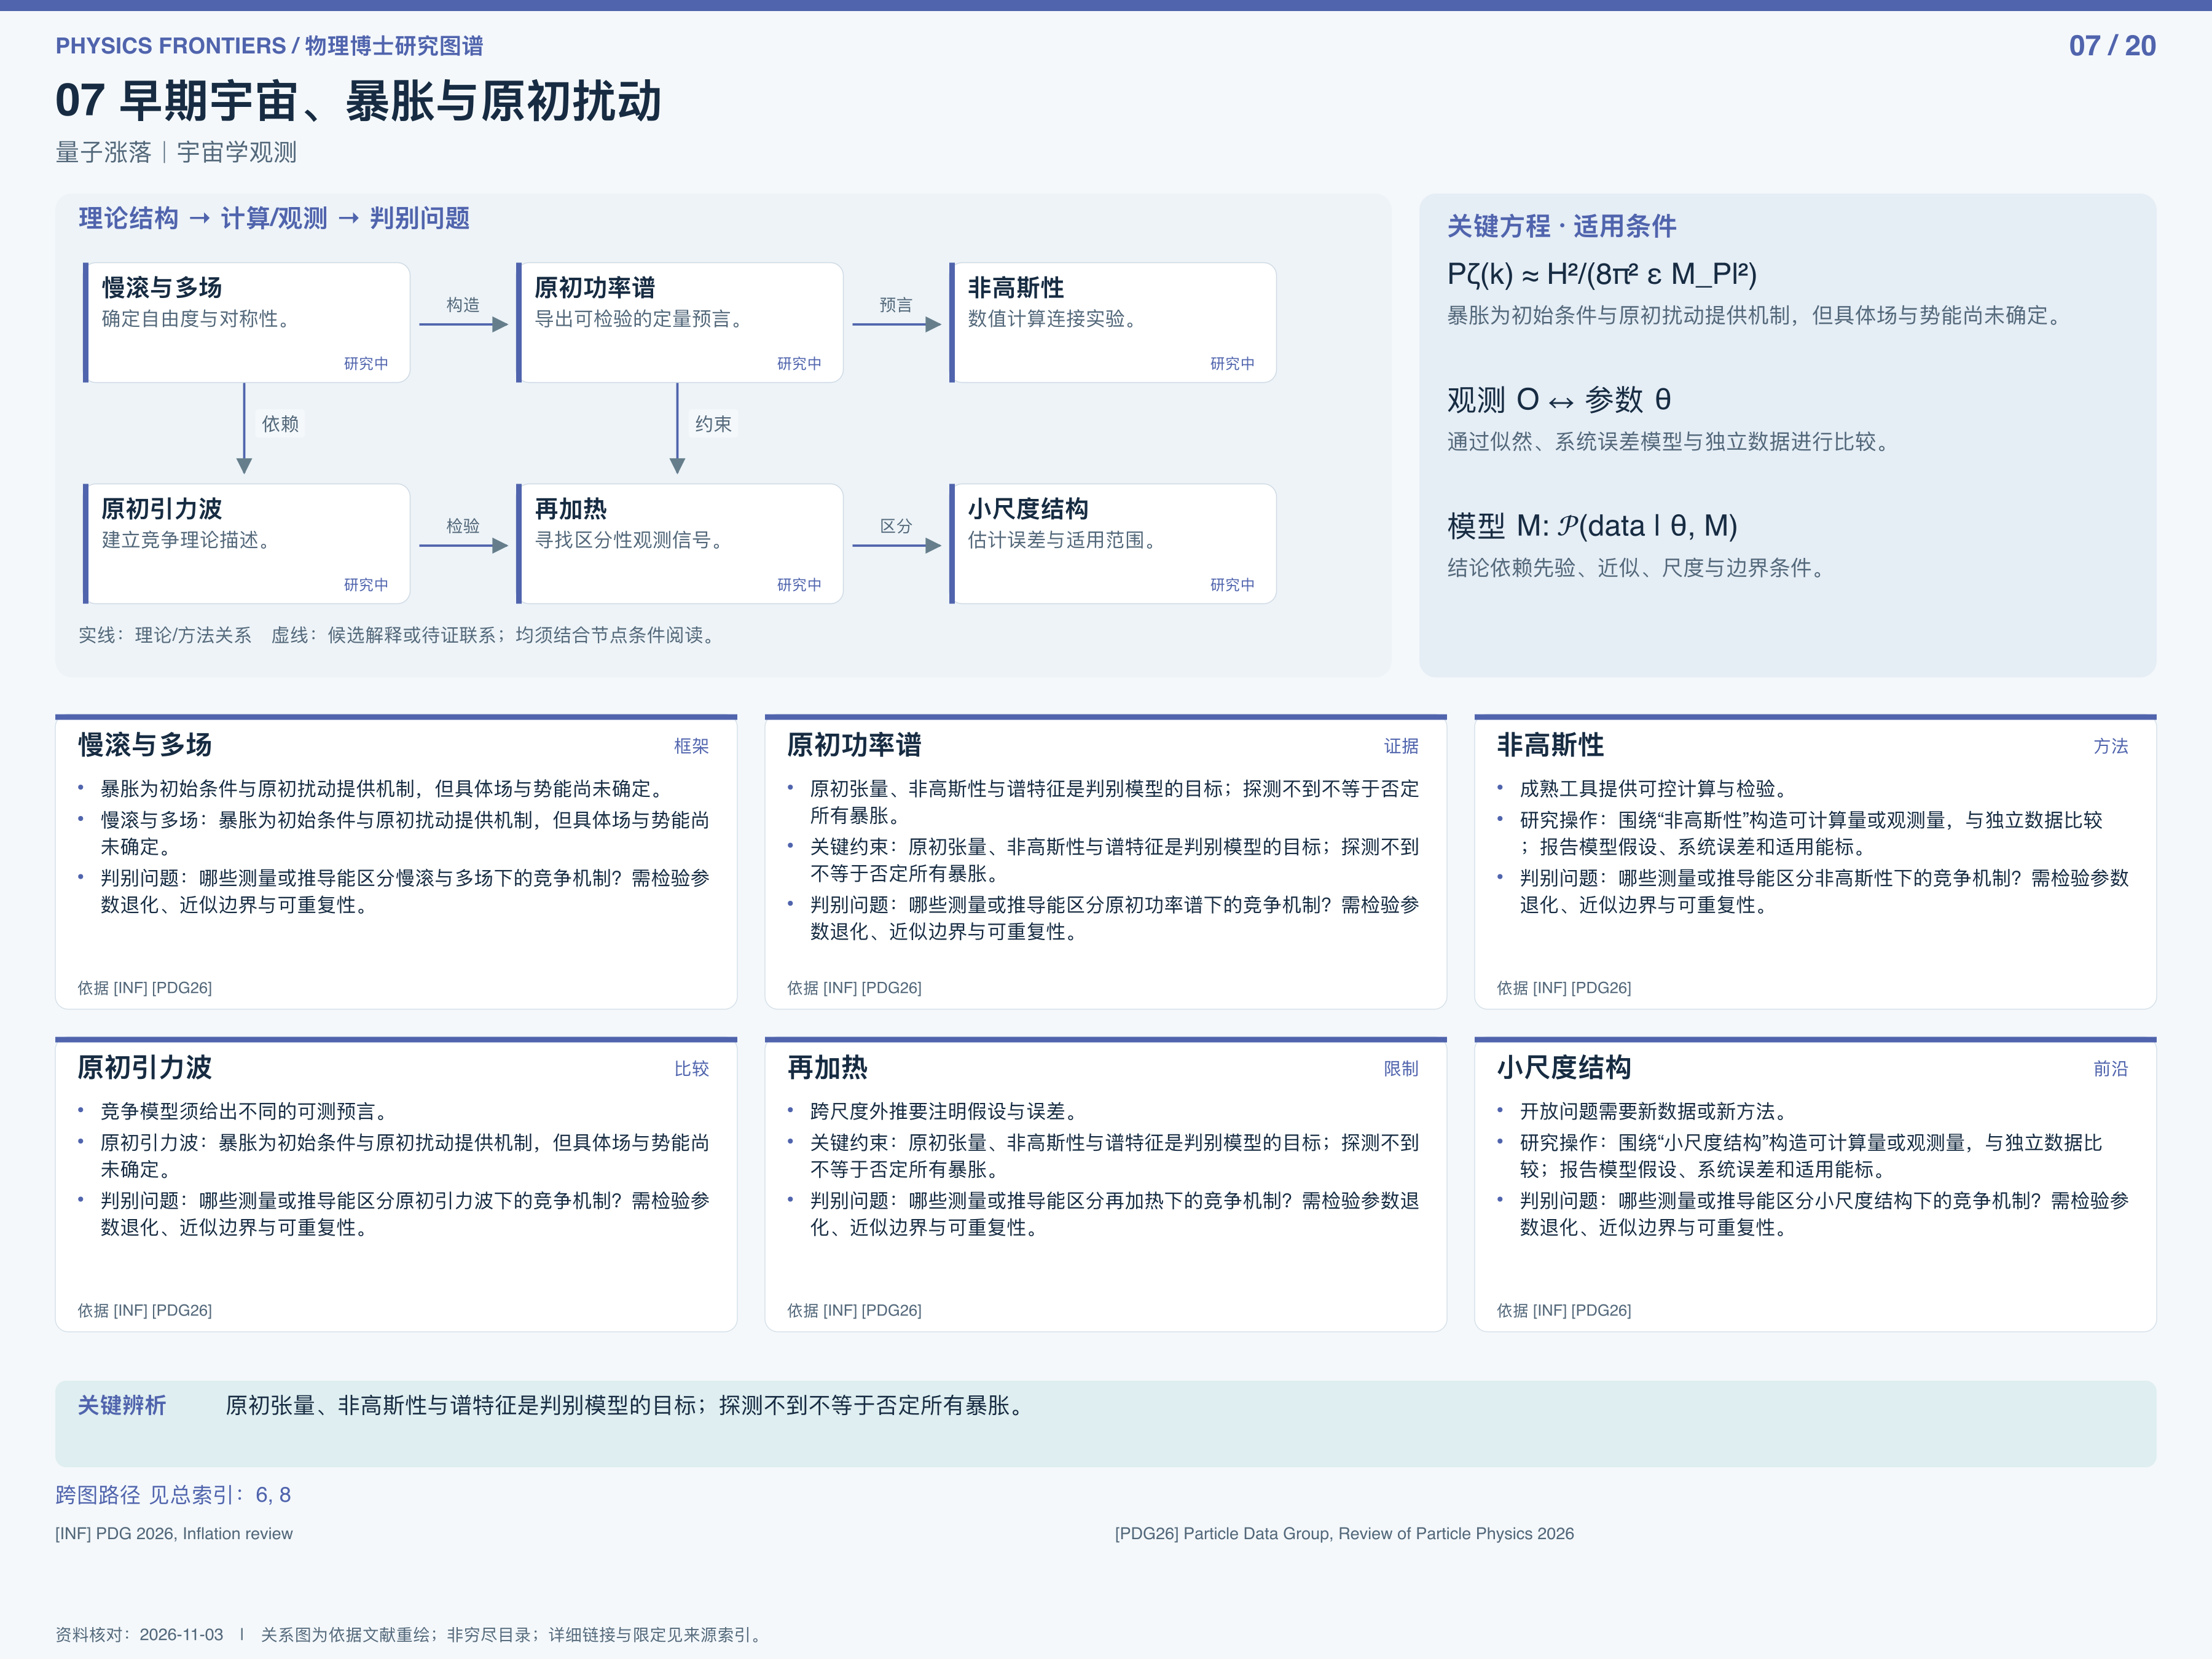 PHYSICS FRONTIERS / 物理博士研究图谱
07 / 20
07 早期宇宙、暴胀与原初扰动
量子涨落｜宇宙学观测
理论结构 → 计算/观测 → 判别问题
慢滚与多场
确定自由度与对称性。
研究中
构造
原初功率谱
导出可检验的定量预言。
研究中
预言
非高斯性
数值计算连接实验。
研究中
依赖
约束
原初引力波
建立竞争理论描述。
研究中
检验
再加热
寻找区分性观测信号。
研究中
区分
小尺度结构
估计误差与适用范围。
研究中
实线：理论/方法关系　虚线：候选解释或待证联系；均须结合节点条件阅读。
关键方程 · 适用条件
Pζ(k) ≈ H²/(8π² ε M_Pl²)
暴胀为初始条件与原初扰动提供机制，但具体场与势能尚未确定。
观测 O ↔ 参数 θ
通过似然、系统误差模型与独立数据进行比较。
模型 M: 𝒫(data | θ, M)
结论依赖先验、近似、尺度与边界条件。
慢滚与多场
框架
• 暴胀为初始条件与原初扰动提供机制，但具体场与势能尚未确定。
• 慢滚与多场：暴胀为初始条件与原初扰动提供机制，但具体场与势能尚
未确定。
• 判别问题：哪些测量或推导能区分慢滚与多场下的竞争机制？需检验参
数退化、近似边界与可重复性。
依据 [INF] [PDG26]
原初功率谱
证据
• 原初张量、非高斯性与谱特征是判别模型的目标；探测不到不等于否定
所有暴胀。
• 关键约束：原初张量、非高斯性与谱特征是判别模型的目标；探测不到
不等于否定所有暴胀。
• 判别问题：哪些测量或推导能区分原初功率谱下的竞争机制？需检验参
数退化、近似边界与可重复性。
依据 [INF] [PDG26]
非高斯性
方法
• 成熟工具提供可控计算与检验。
• 研究操作：围绕“非高斯性”构造可计算量或观测量，与独立数据比较
；报告模型假设、系统误差和适用能标。
• 判别问题：哪些测量或推导能区分非高斯性下的竞争机制？需检验参数
退化、近似边界与可重复性。
依据 [INF] [PDG26]
原初引力波
比较
• 竞争模型须给出不同的可测预言。
• 原初引力波：暴胀为初始条件与原初扰动提供机制，但具体场与势能尚
未确定。
• 判别问题：哪些测量或推导能区分原初引力波下的竞争机制？需检验参
数退化、近似边界与可重复性。
依据 [INF] [PDG26]
再加热
限制
• 跨尺度外推要注明假设与误差。
• 关键约束：原初张量、非高斯性与谱特征是判别模型的目标；探测不到
不等于否定所有暴胀。
• 判别问题：哪些测量或推导能区分再加热下的竞争机制？需检验参数退
化、近似边界与可重复性。
依据 [INF] [PDG26]
小尺度结构
前沿
• 开放问题需要新数据或新方法。
• 研究操作：围绕“小尺度结构”构造可计算量或观测量，与独立数据比
较；报告模型假设、系统误差和适用能标。
• 判别问题：哪些测量或推导能区分小尺度结构下的竞争机制？需检验参
数退化、近似边界与可重复性。
依据 [INF] [PDG26]
关键辨析　原初张量、非高斯性与谱特征是判别模型的目标；探测不到不等于否定所有暴胀。
跨图路径 见总索引：6, 8
[INF] PDG 2026, Inflation review
[PDG26] Particle Data Group, Review of Particle Physics 2026
资料核对：2026-11-03 | 关系图为依据文献重绘；非穷尽目录；详细链接与限定见来源索引。